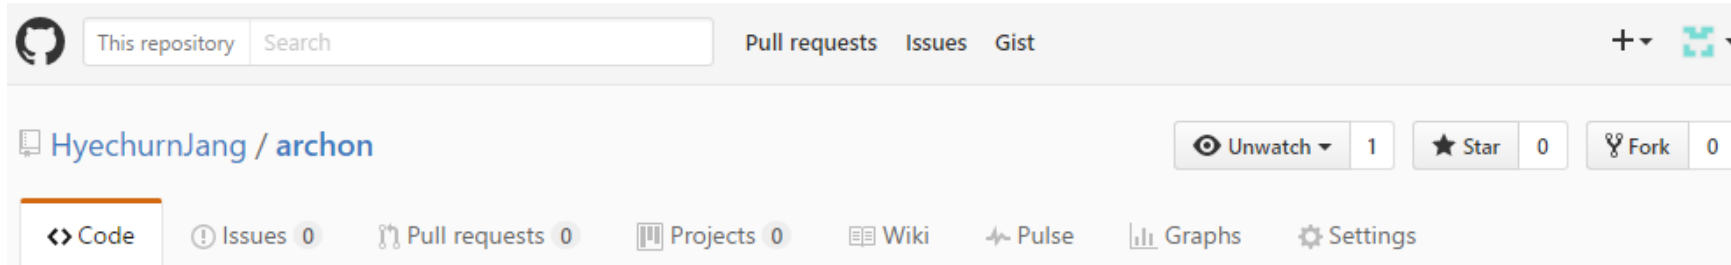 This repository Search Pull requests Issues Gist
HyechurnJang / archon Unwatch 1 Star 0 Fork 0
Code Issues 0 Pull requests 0 Projects 0 Wiki Pulse Graphs Settings